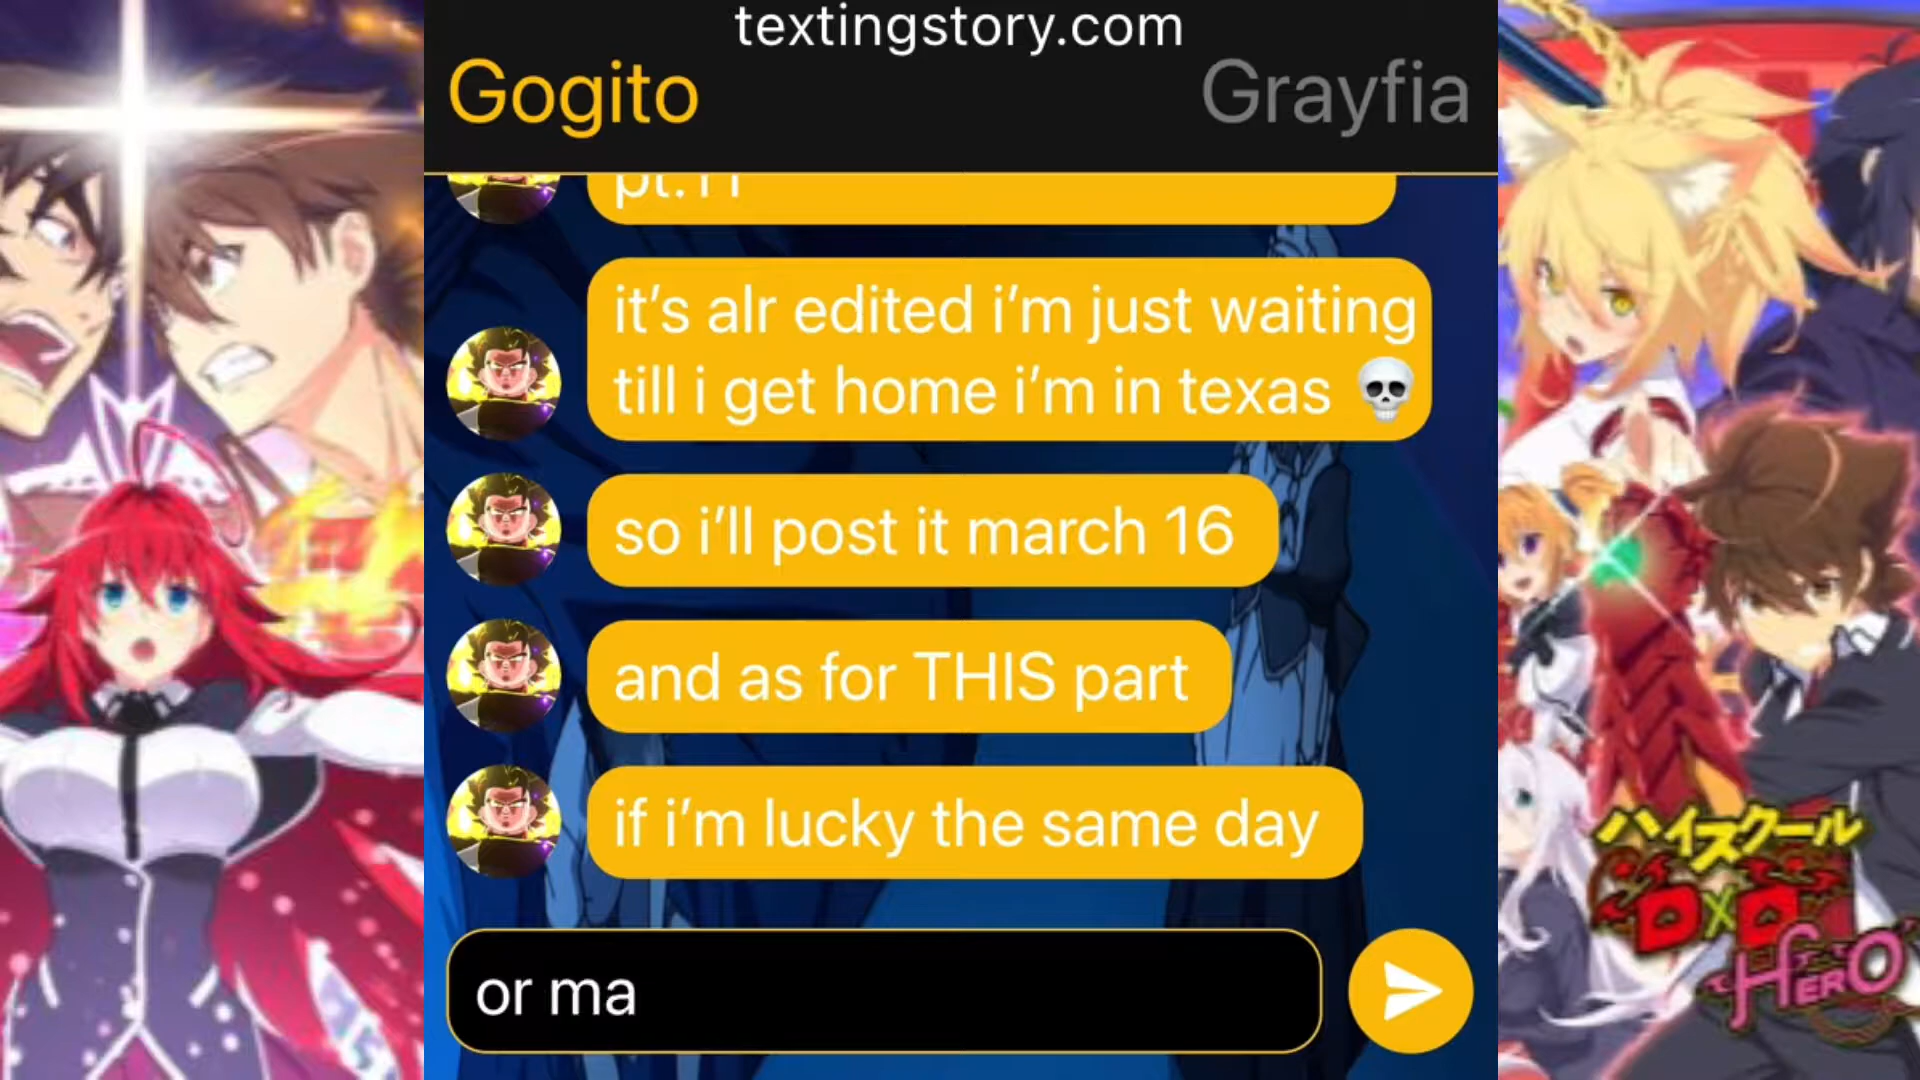 textingstory.com
Gogito
Grayfia
pt.11
it’s alr edited i’m just waiting
till i get home i’m in texas 💀
so i’ll post it march 16
and as for THIS part
if i’m lucky the same day
or ma
ハイスクール
D×D
HERO